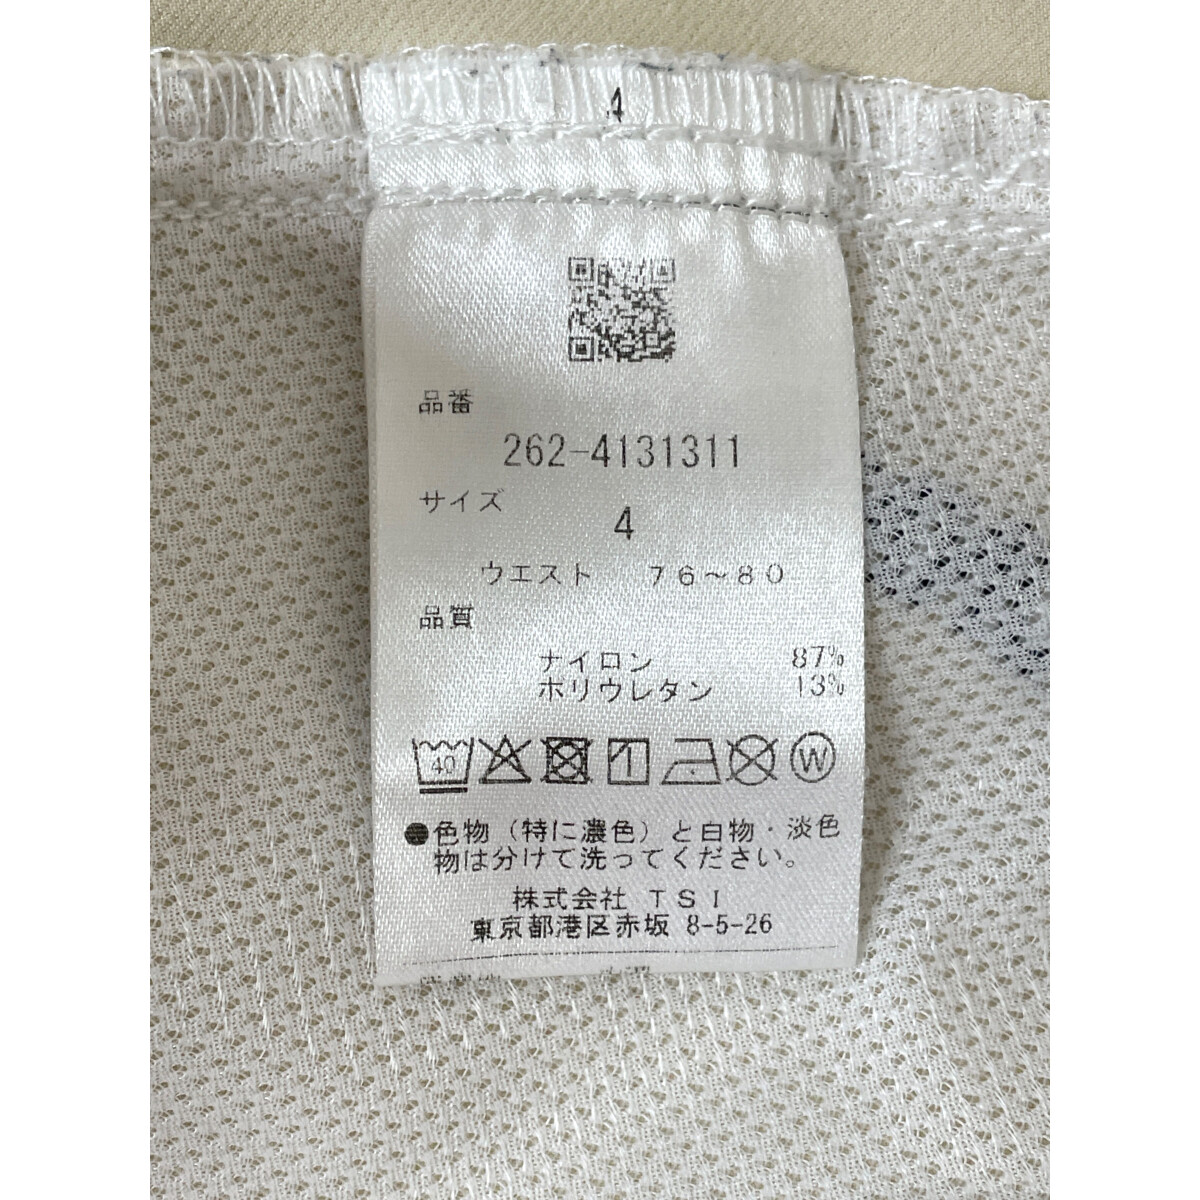 4
品番
262-4131311
サイズ
4
ウエスト 76～80
品質
ナイロン 87%
ポリウレタン 13%
40
W
●色物（特に濃色）と白物・淡色
物は分けて洗ってください。
株式会社 TSI
東京都港区赤坂 8-5-26